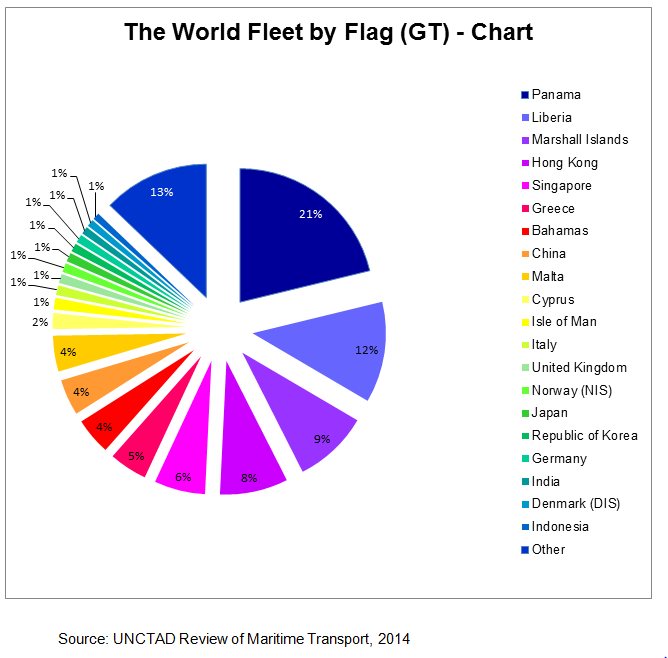 The World Fleet by Flag (GT) - Chart
21%
12%
9%
8%
6%
5%
4%
4%
4%
2%
1%
1%
1%
1%
1%
1%
1%
1%
1%
1%
13%
Panama
Liberia
Marshall Islands
Hong Kong
Singapore
Greece
Bahamas
China
Malta
Cyprus
Isle of Man
Italy
United Kingdom
Norway (NIS)
Japan
Republic of Korea
Germany
India
Denmark (DIS)
Indonesia
Other
Source: UNCTAD Review of Maritime Transport, 2014